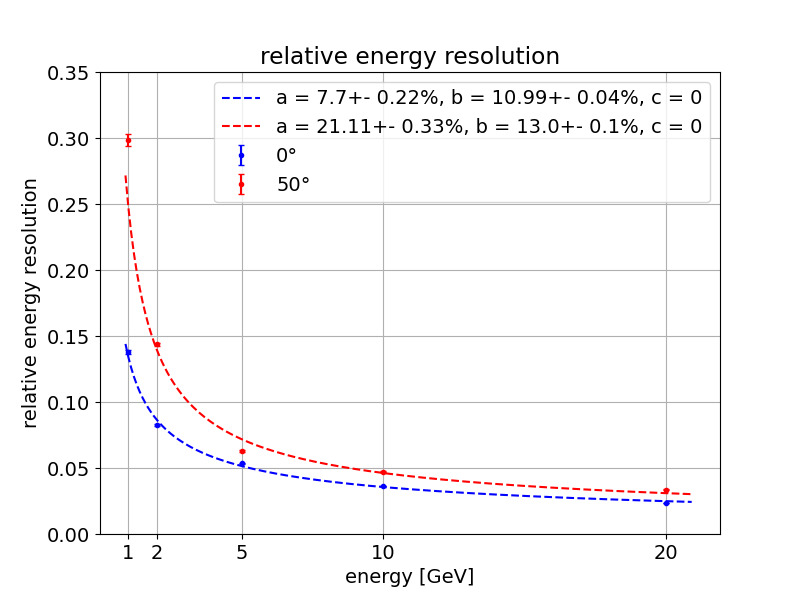 relative energy resolution
a = 7.7+- 0.22%, b = 10.99+- 0.04%, c = 0
a = 21.11+- 0.33%, b = 13.0+- 0.1%, c = 0
0°
50°
relative energy resolution
0.35
0.30
0.25
0.20
0.15
0.10
0.05
0.00
1 2 5 10 20
energy [GeV]